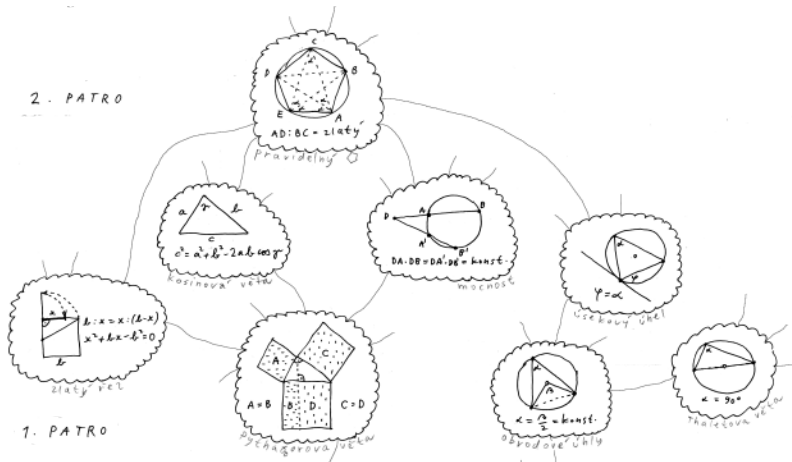 2. PATRO
C
D
B
E
A
AD:BC = zlatý
pravidelný
a
γ
b
c
c² = a² + b² - 2ab cos γ
kosinová věta
D
A
B
A'
B'
DA·DB = DA'·DB' = konst.
mocnost
α
φ
φ = α
úsekový úhel
x
b
b : x = x : (b-x)
x² + bx - b² = 0
zlatý řez
A
C
B
D
A = B
C = D
pythagorova věta
α
β
α = β/2 = konst.
obvodové úhly
α
α = 90°
thaletova věta
1. PATRO